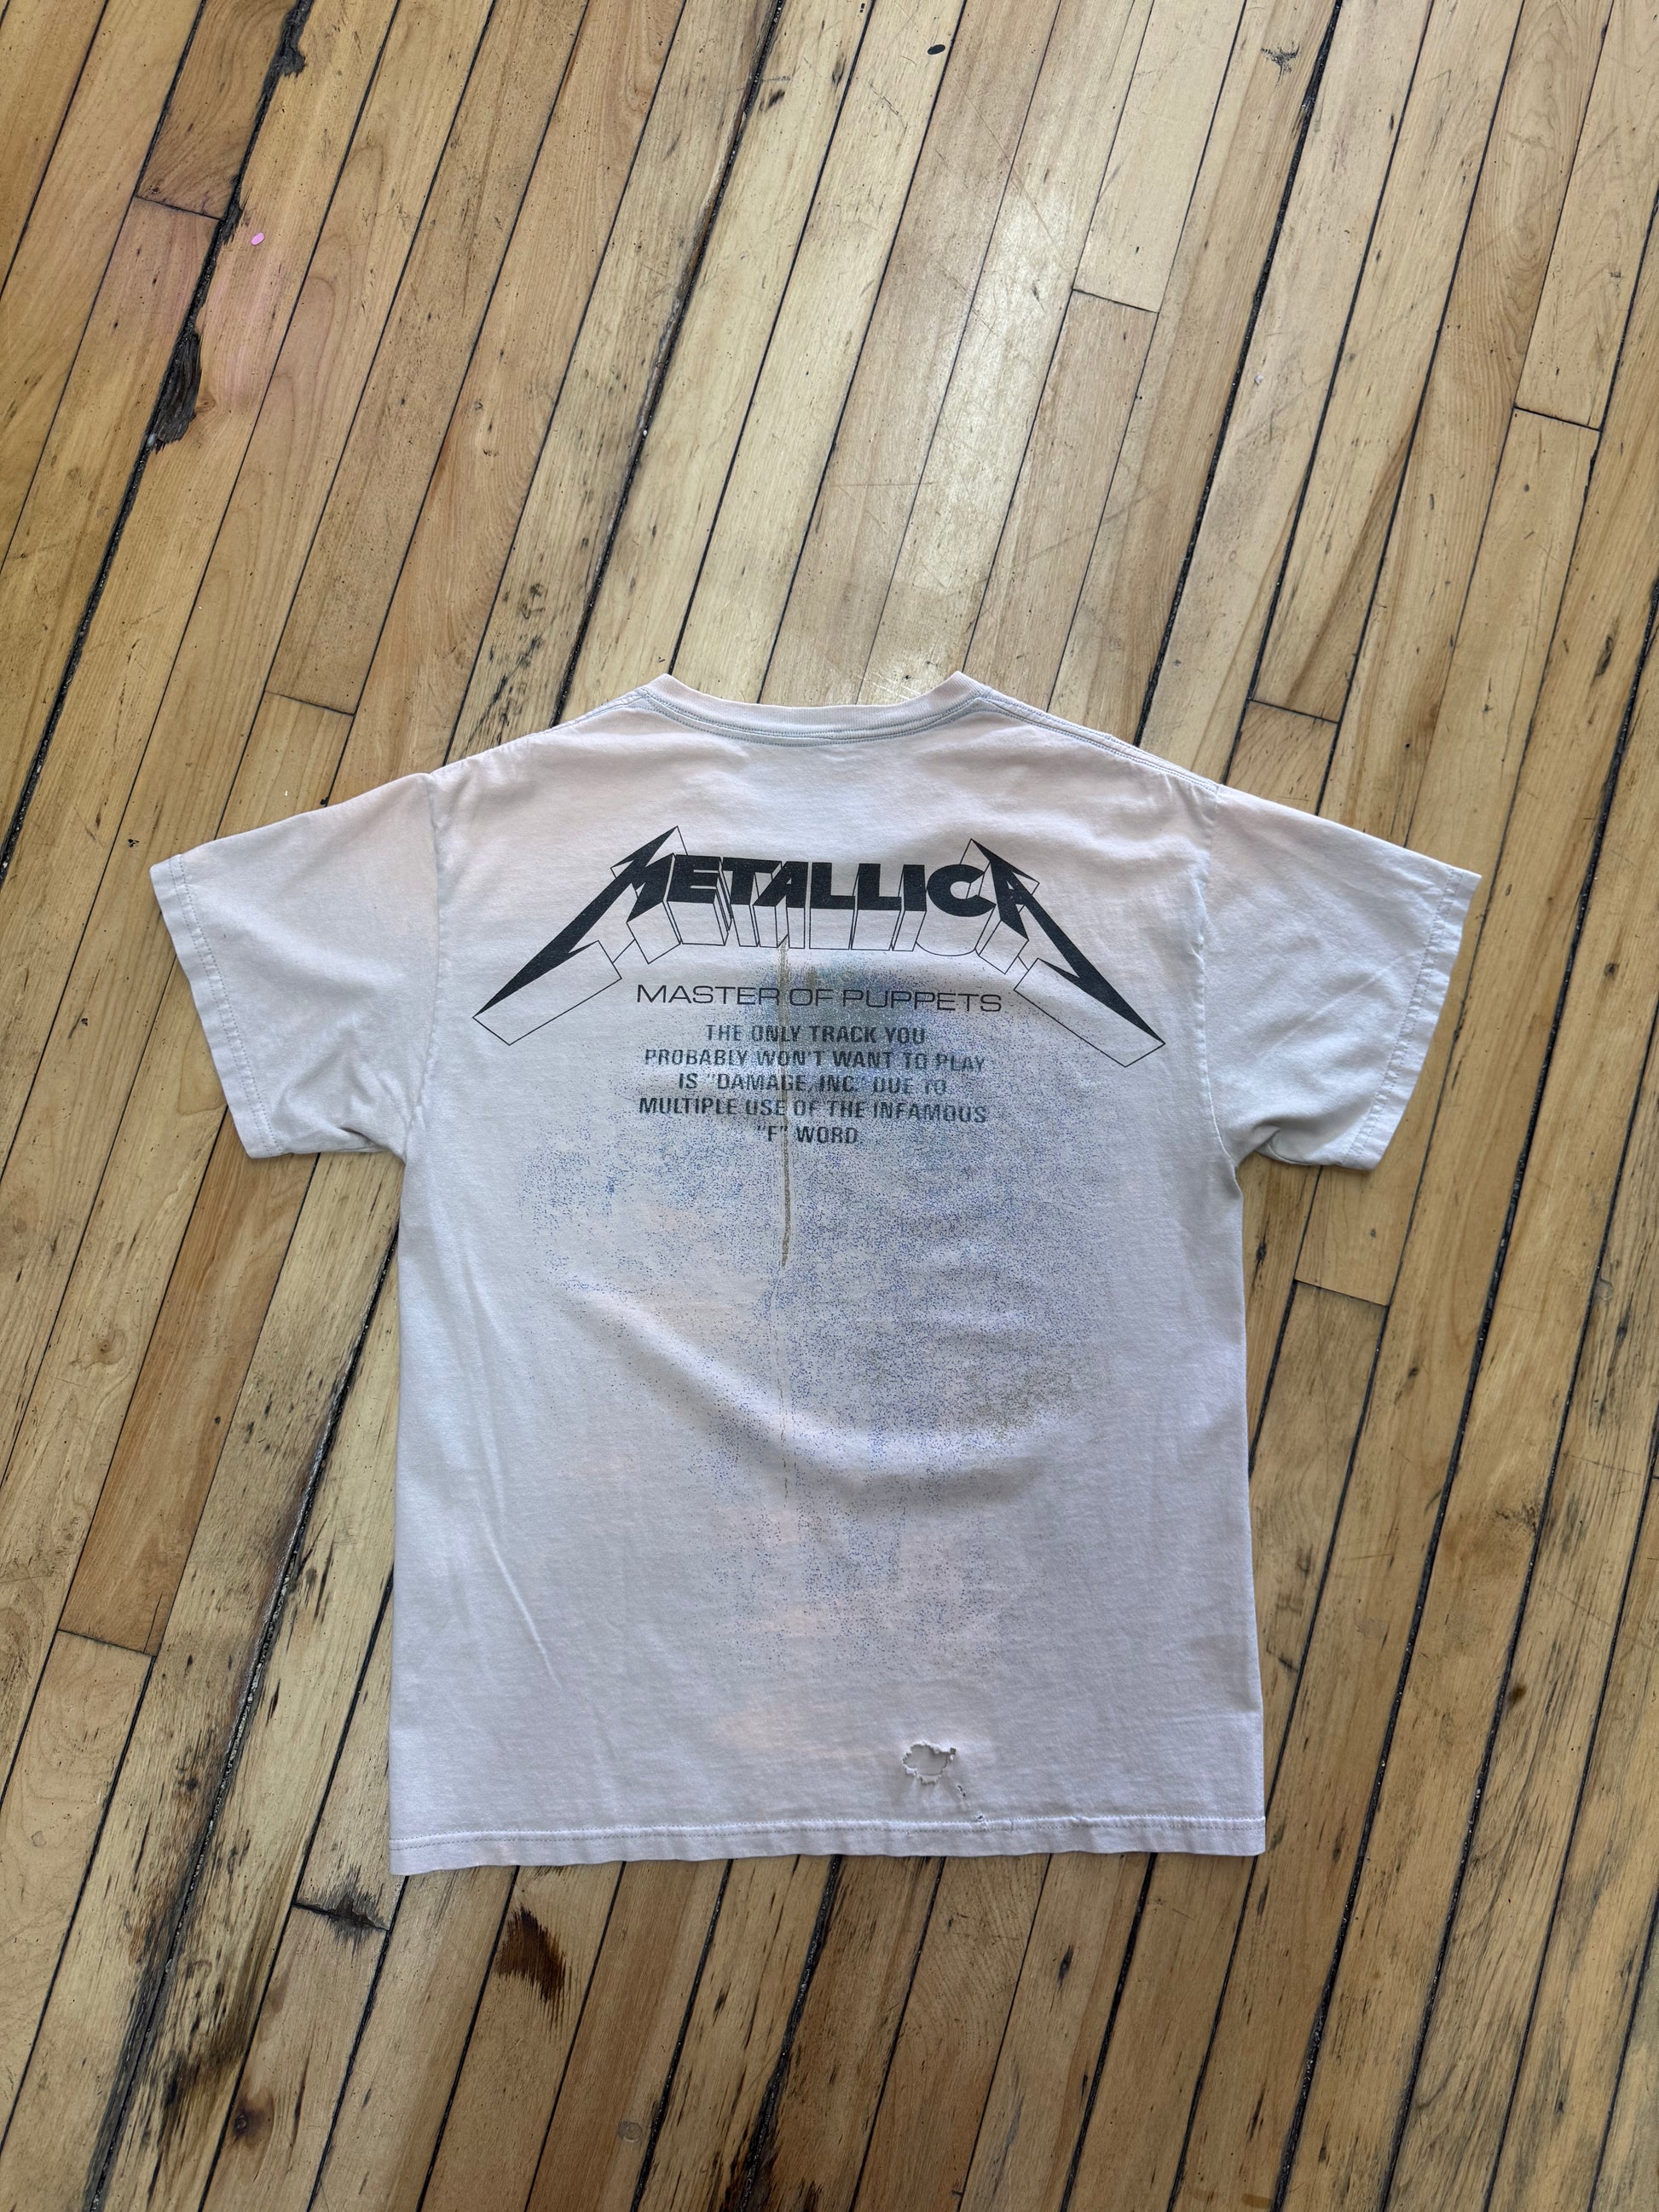 METALLICA
MASTER OF PUPPETS
THE ONLY TRACK YOU
PROBABLY WON'T WANT TO PLAY
IS "DAMAGE, INC." DUE TO
MULTIPLE USE OF THE INFAMOUS
"F" WORD